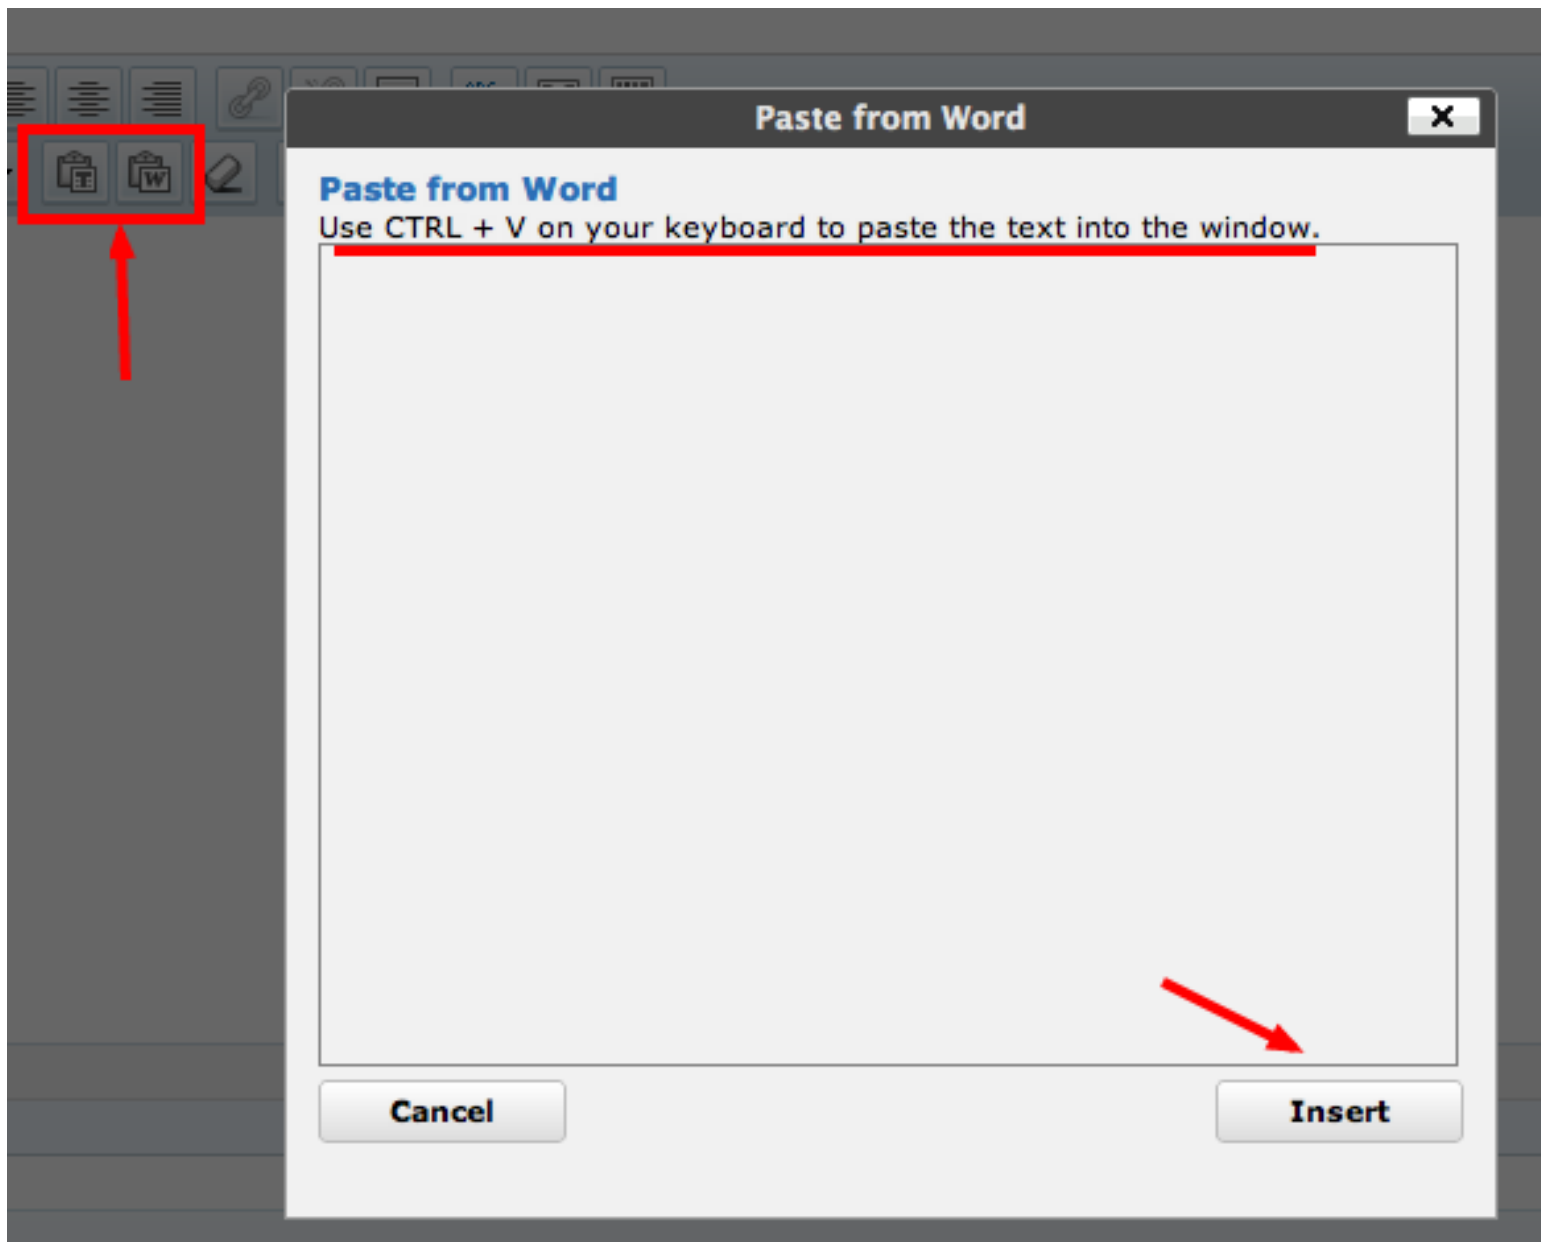 Paste from Word
T W
Paste from Word
Use CTRL + V on your keyboard to paste the text into the window.
Cancel
Insert